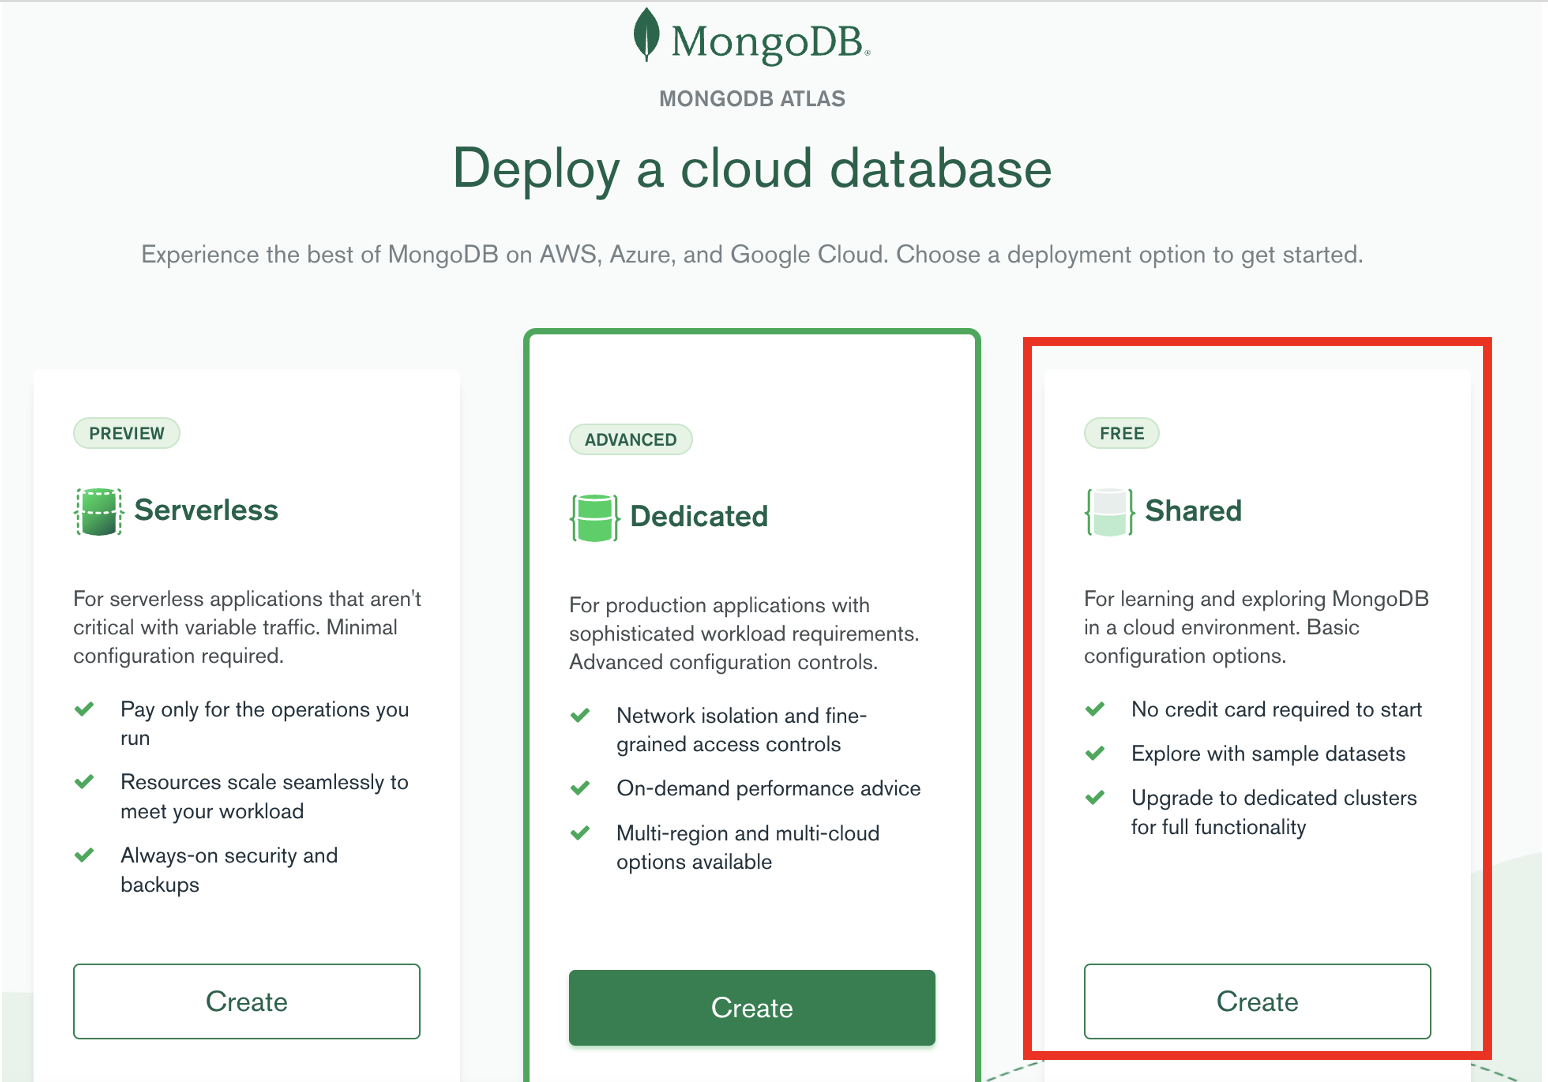 MongoDB®
MONGODB ATLAS
Deploy a cloud database
Experience the best of MongoDB on AWS, Azure, and Google Cloud. Choose a deployment option to get started.
PREVIEW
Serverless
For serverless applications that aren't
critical with variable traffic. Minimal
configuration required.
Pay only for the operations you
run
Resources scale seamlessly to
meet your workload
Always-on security and
backups
Create
ADVANCED
Dedicated
For production applications with
sophisticated workload requirements.
Advanced configuration controls.
Network isolation and fine-
grained access controls
On-demand performance advice
Multi-region and multi-cloud
options available
Create
FREE
Shared
For learning and exploring MongoDB
in a cloud environment. Basic
configuration options.
No credit card required to start
Explore with sample datasets
Upgrade to dedicated clusters
for full functionality
Create